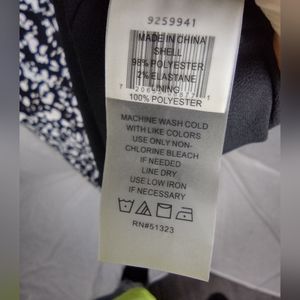 9259941
MADE IN CHINA
SHELL
98% POLYESTER
2% ELASTANE
LINING
100% POLYESTER
MACHINE WASH COLD
WITH LIKE COLORS
USE ONLY NON-
CHLORINE BLEACH
IF NEEDED
LINE DRY
USE LOW IRON
IF NECESSARY
RN#51323